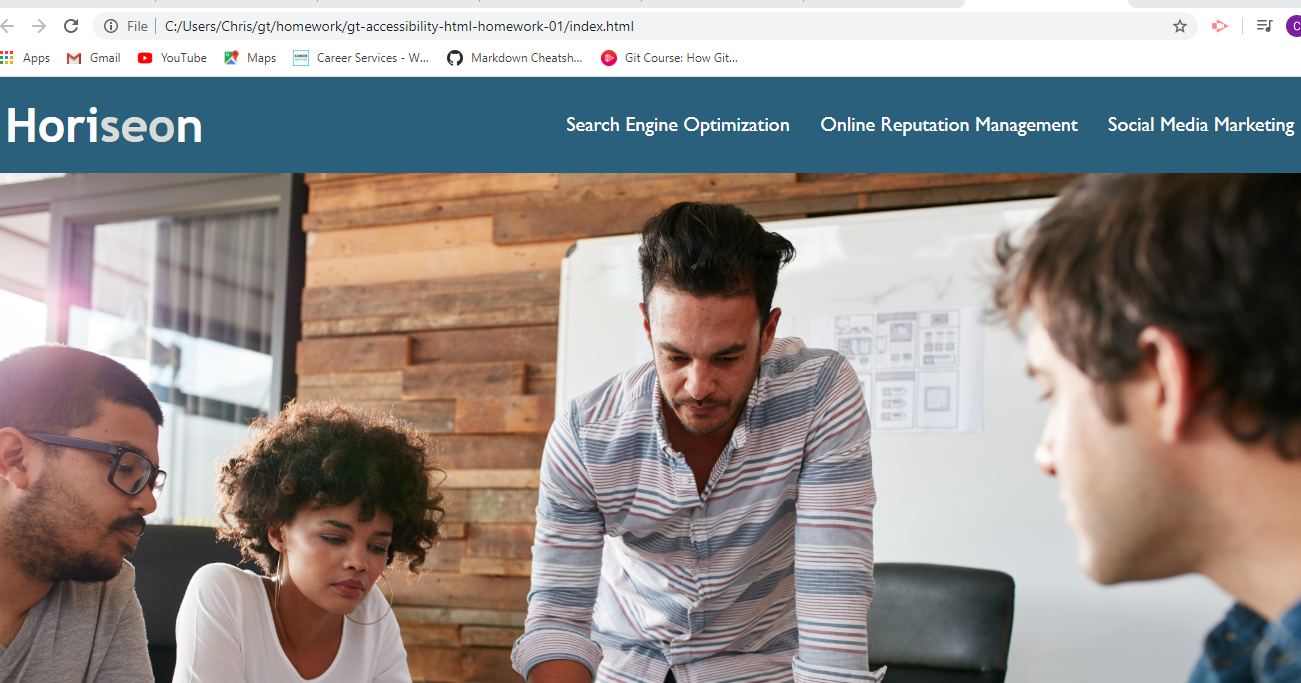 File C:/Users/Chris/gt/homework/gt-accessibility-html-homework-01/index.html
Apps Gmail YouTube Maps Career Services - W... Markdown Cheatsh... Git Course: How Git...
Horiseon Search Engine Optimization Online Reputation Management Social Media Marketing